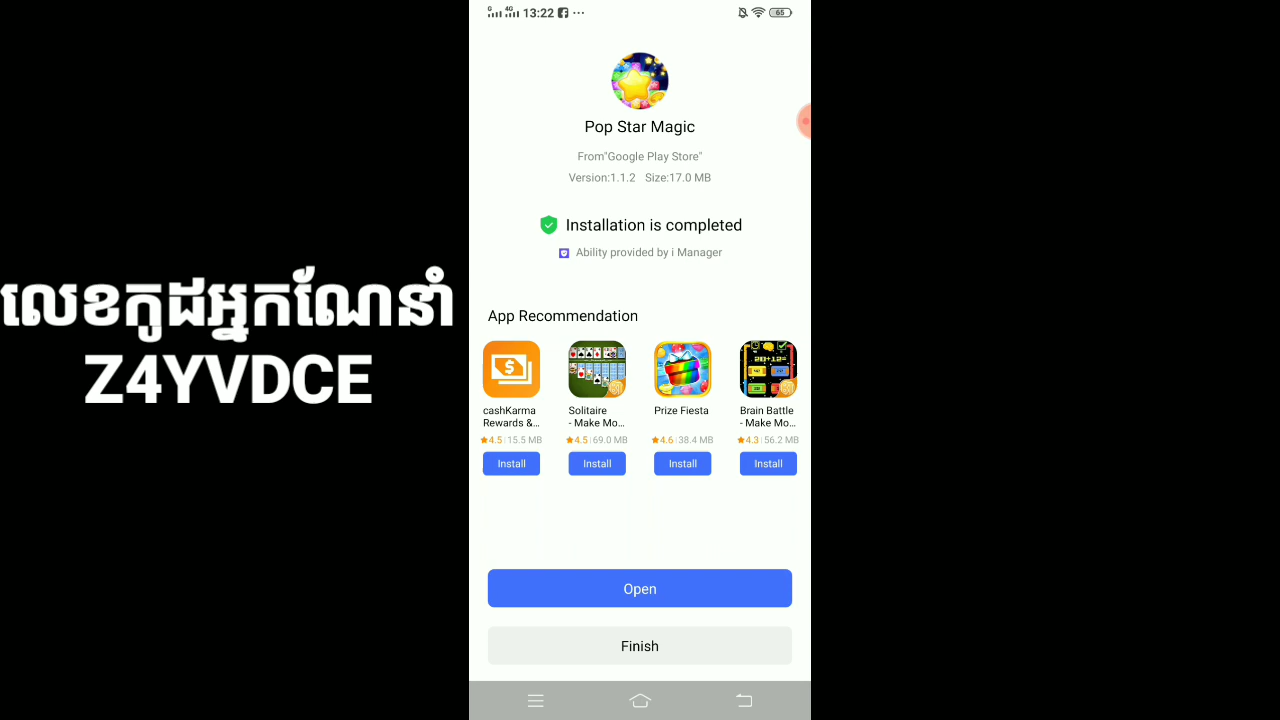 លេខកូដអ្នកណែនាំ
Z4YVDCE
G 4G 13:22 ... 65
Pop Star Magic
From"Google Play Store"
Version:1.1.2 Size:17.0 MB
Installation is completed
Ability provided by i Manager
App Recommendation
cashKarma Solitaire Prize Fiesta Brain Battle
Rewards &... - Make Mo... - Make Mo...
4.5 | 15.5 MB 4.5 | 69.0 MB 4.6 | 38.4 MB 4.3 | 56.2 MB
Install Install Install Install
Open
Finish